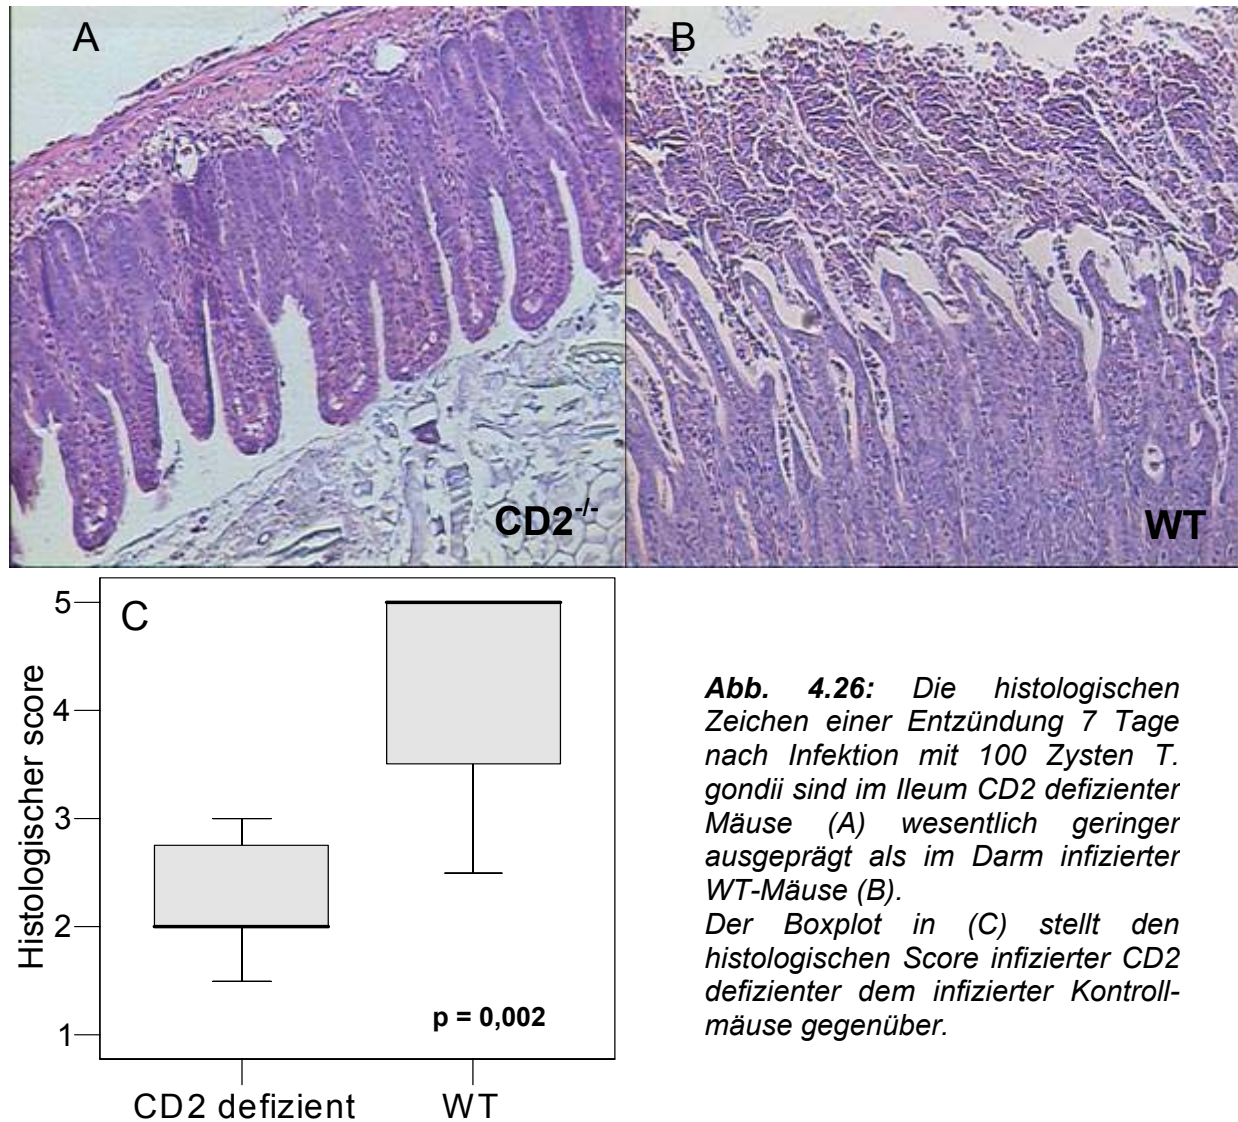 A
B
CD2-/-
WT
C
Histologischer score
5
4
3
2
1
p = 0,002
CD2 defizient
WT
Abb. 4.26: Die histologischen
Zeichen einer Entzündung 7 Tage
nach Infektion mit 100 Zysten T.
gondii sind im Ileum CD2 defizienter
Mäuse (A) wesentlich geringer
ausgeprägt als im Darm infizierter
WT-Mäuse (B).
Der Boxplot in (C) stellt den
histologischen Score infizierter CD2
defizienter dem infizierter Kontroll-
mäuse gegenüber.